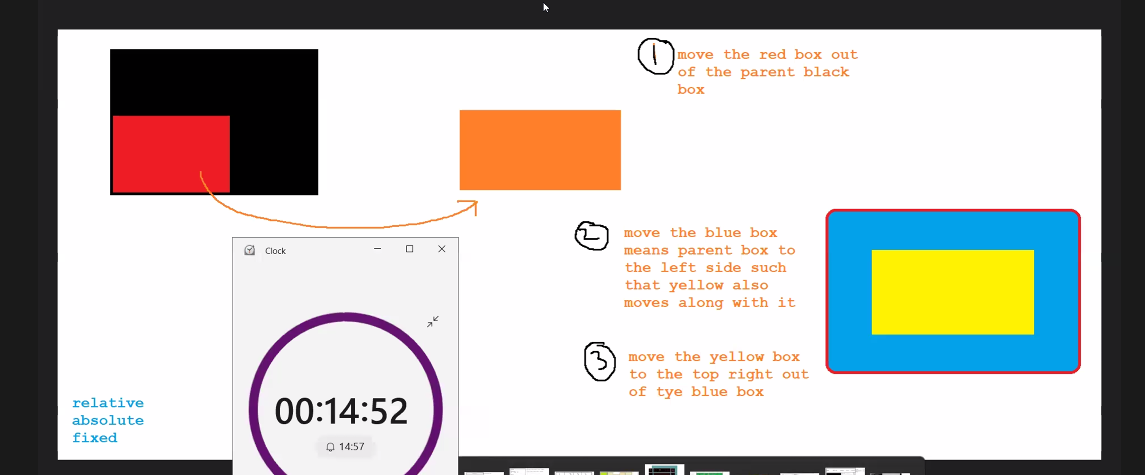 1
move the red box out
of the parent black
box
2
move the blue box
means parent box to
the left side such
that yellow also
moves along with it
3
move the yellow box
to the top right out
of tye blue box
Clock
00:14:52
14:57
relative
absolute
fixed